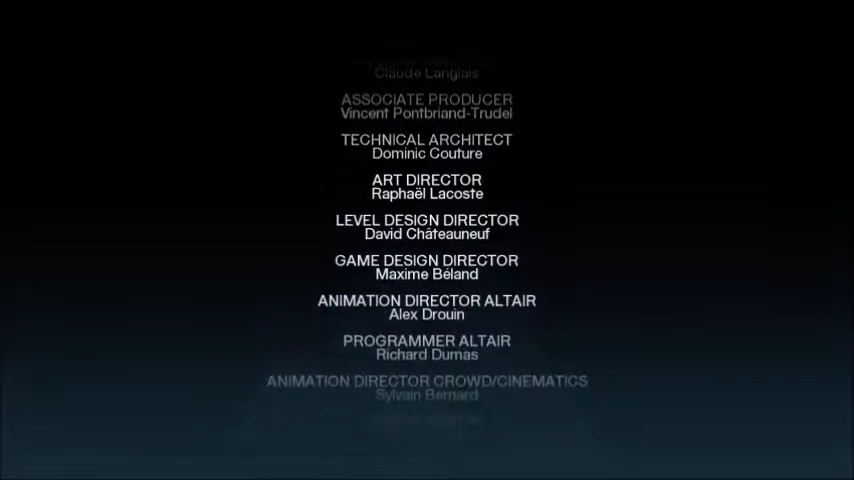 Claude Langlais
ASSOCIATE PRODUCER
Vincent Pontbriand-Trudel
TECHNICAL ARCHITECT
Dominic Couture
ART DIRECTOR
Raphaël Lacoste
LEVEL DESIGN DIRECTOR
David Châteauneuf
GAME DESIGN DIRECTOR
Maxime Béland
ANIMATION DIRECTOR ALTAIR
Alex Drouin
PROGRAMMER ALTAIR
Richard Dumas
ANIMATION DIRECTOR CROWD/CINEMATICS
Sylvain Bernard